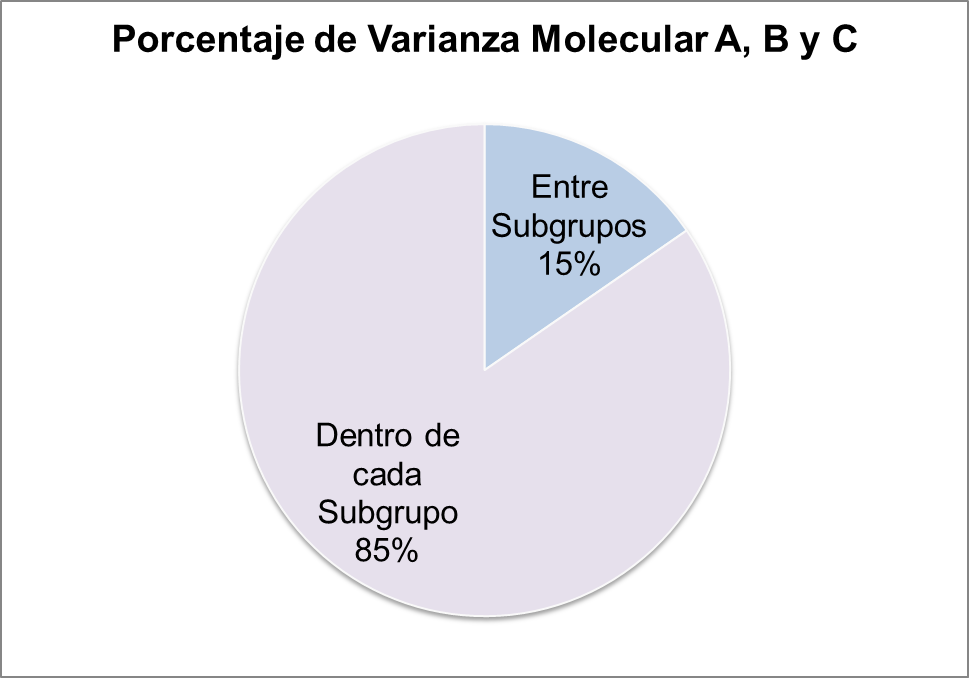 Porcentaje de Varianza Molecular A, B y C
Entre
Subgrupos
15%
Dentro de
cada
Subgrupo
85%